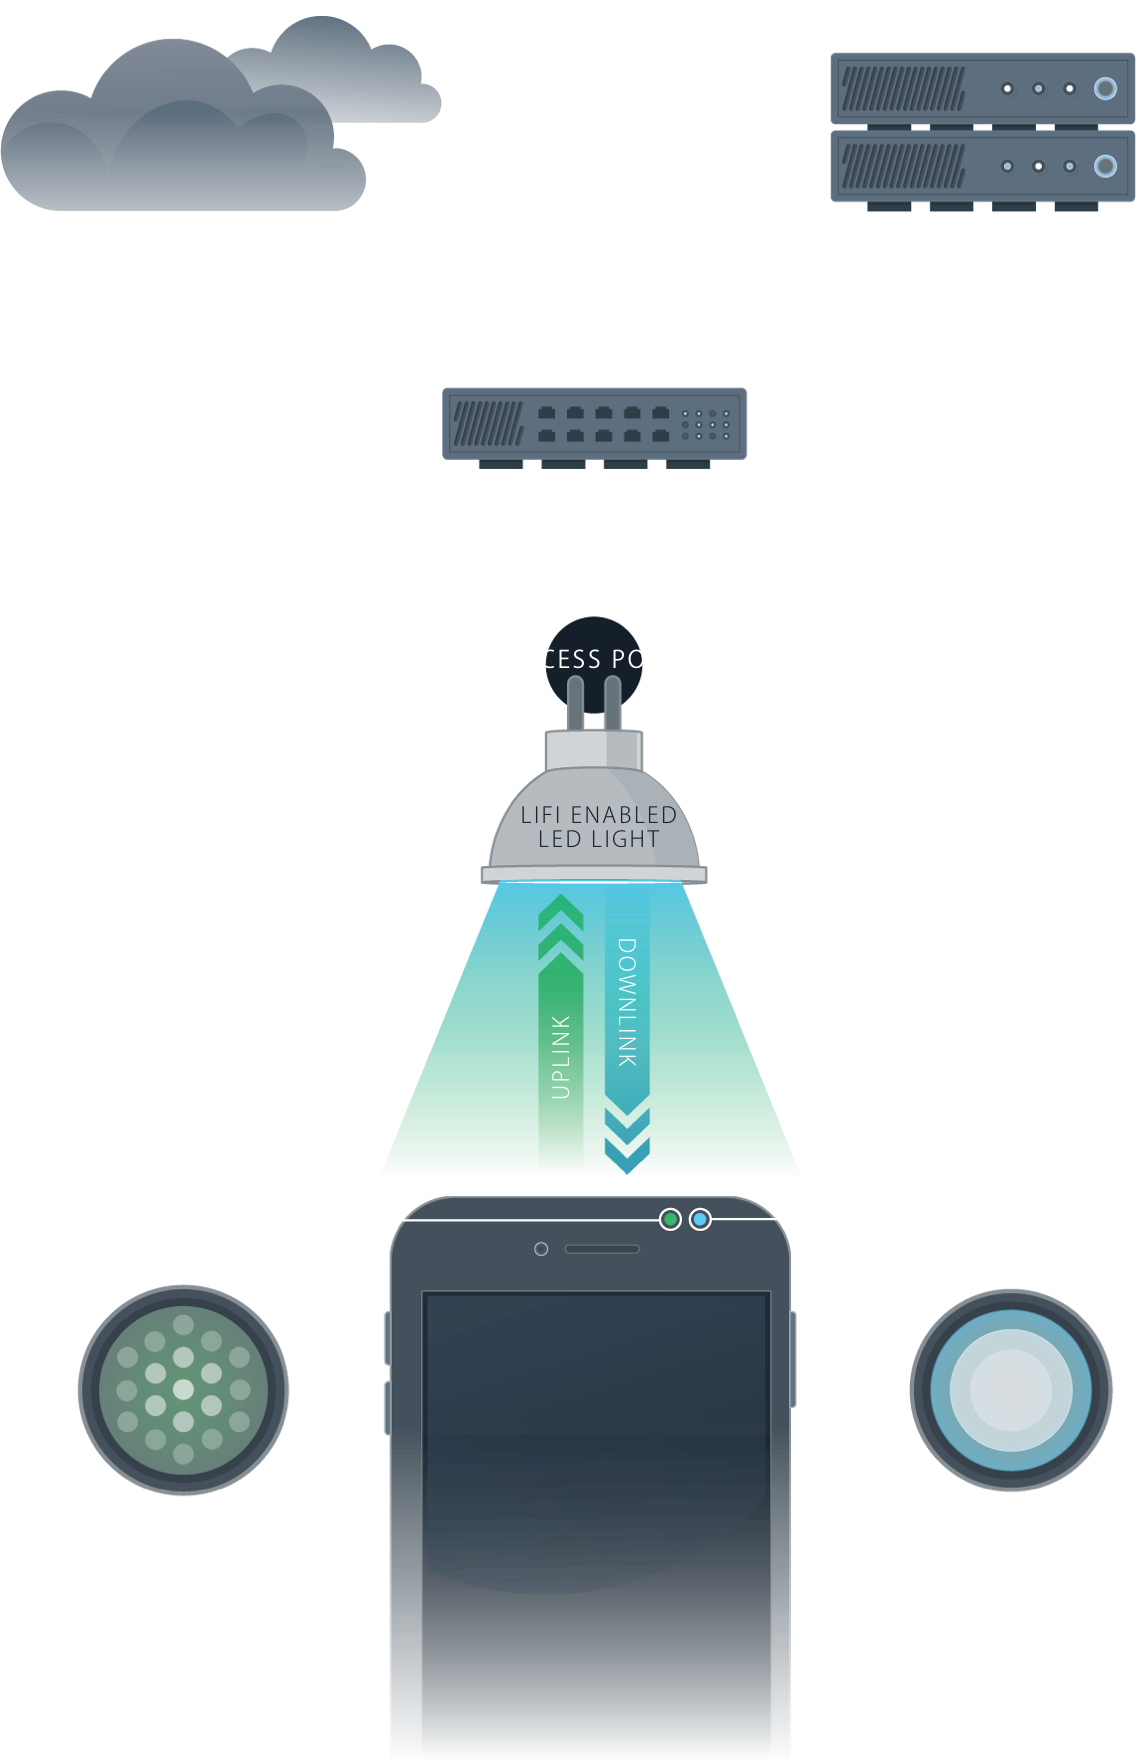 CESS PO
LIFI ENABLED
LED LIGHT
UPLINK
DOWNLINK